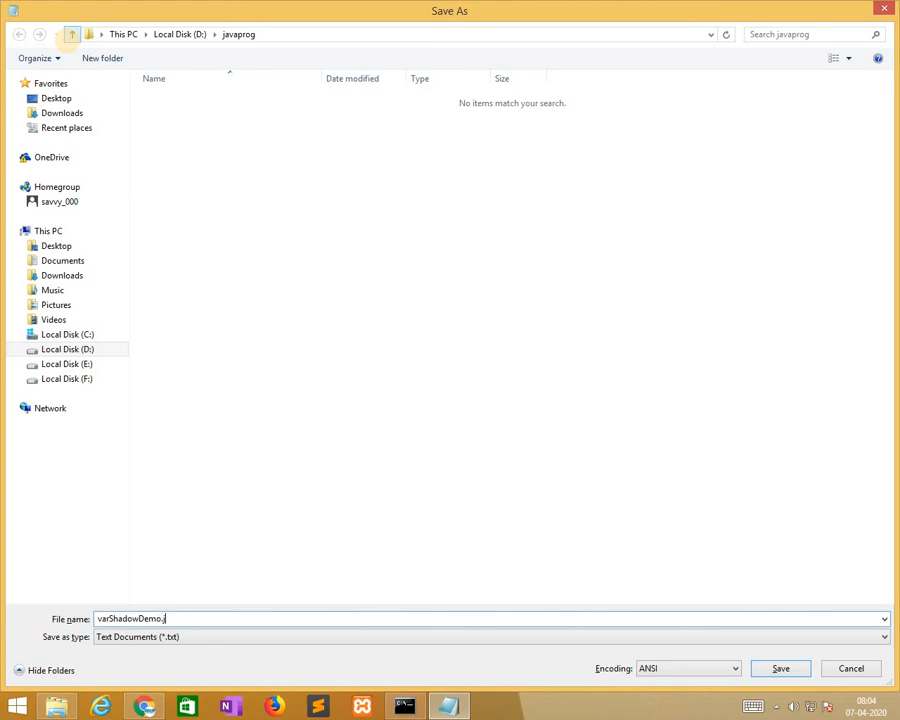 Save As
This PC Local Disk (D:) javaprog
Search javaprog
Organize New folder
Name Date modified Type Size
No items match your search.
Favorites
Desktop
Downloads
Recent places
OneDrive
Homegroup
savvy_000
This PC
Desktop
Documents
Downloads
Music
Pictures
Videos
Local Disk (C:)
Local Disk (D:)
Local Disk (E:)
Local Disk (F:)
Network
File name: varShadowDemo.j
Save as type: Text Documents (*.txt)
Hide Folders
Encoding: ANSI
Save
Cancel
08:04
07-04-2020